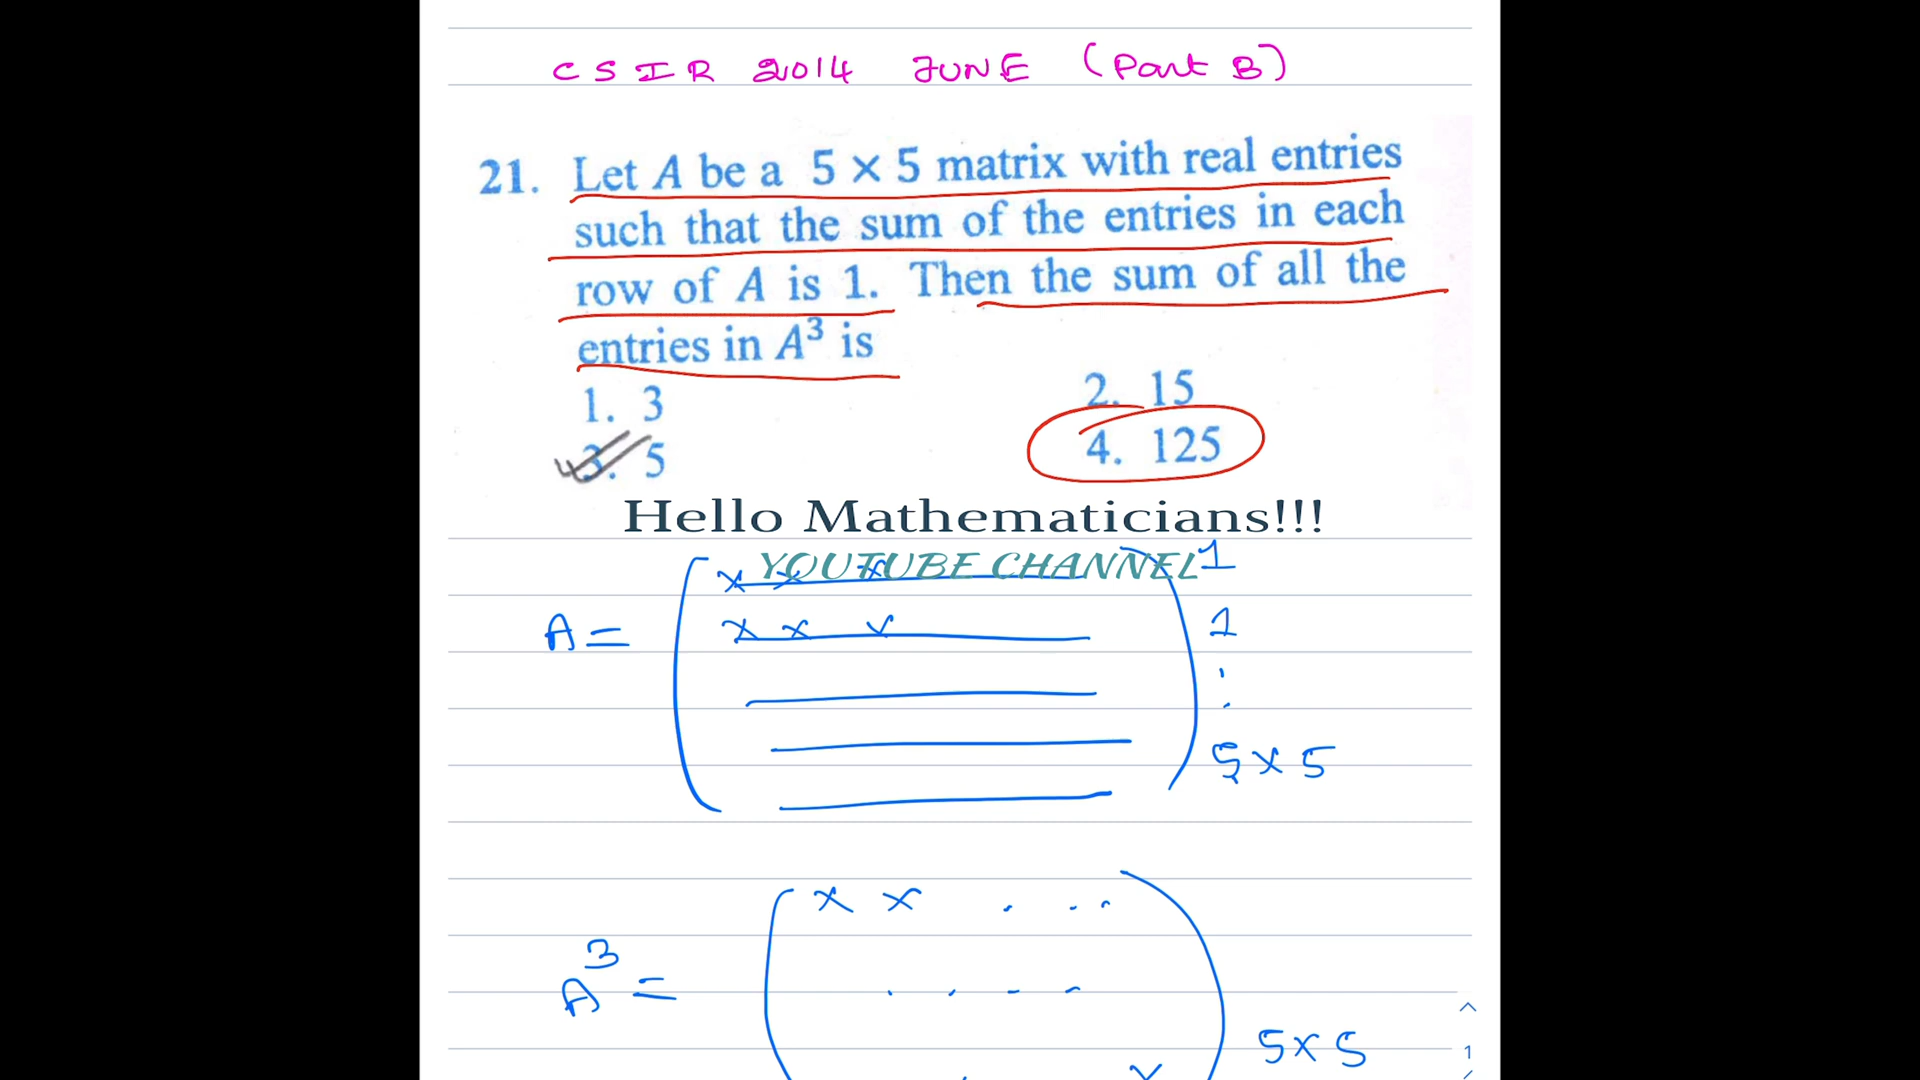 CSIR 2014 JUNE (Part B)
21. Let A be a 5 × 5 matrix with real entries
such that the sum of the entries in each
row of A is 1. Then the sum of all the
entries in A³ is
1. 3 2. 15
3. 5 4. 125
Hello Mathematicians!!!
YOUTUBE CHANNEL
x x x 1
A = x x x 1
:
5×5
x x . . .
A³ = . . . .
5×5
x
1